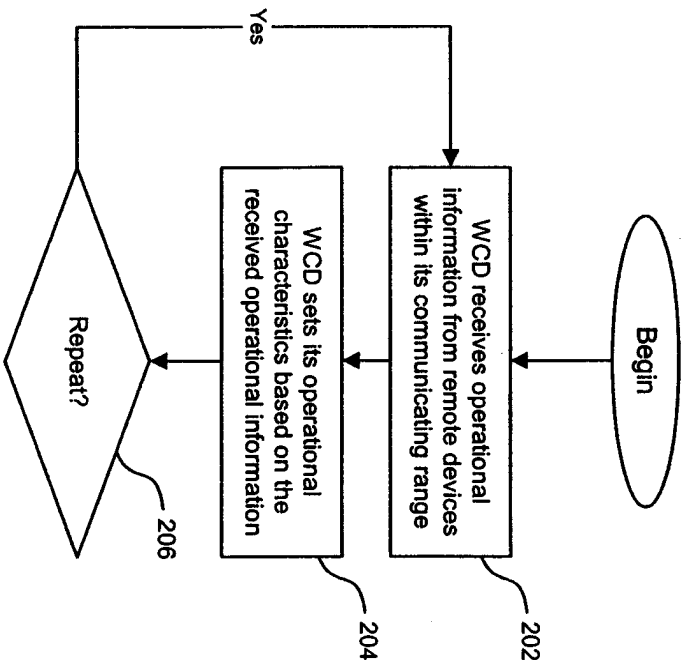 Begin
WCD receives operational
information from remote devices
within its communicating range
202
WCD sets its operational
characteristics based on the
received operational information
204
Repeat?
206
Yes